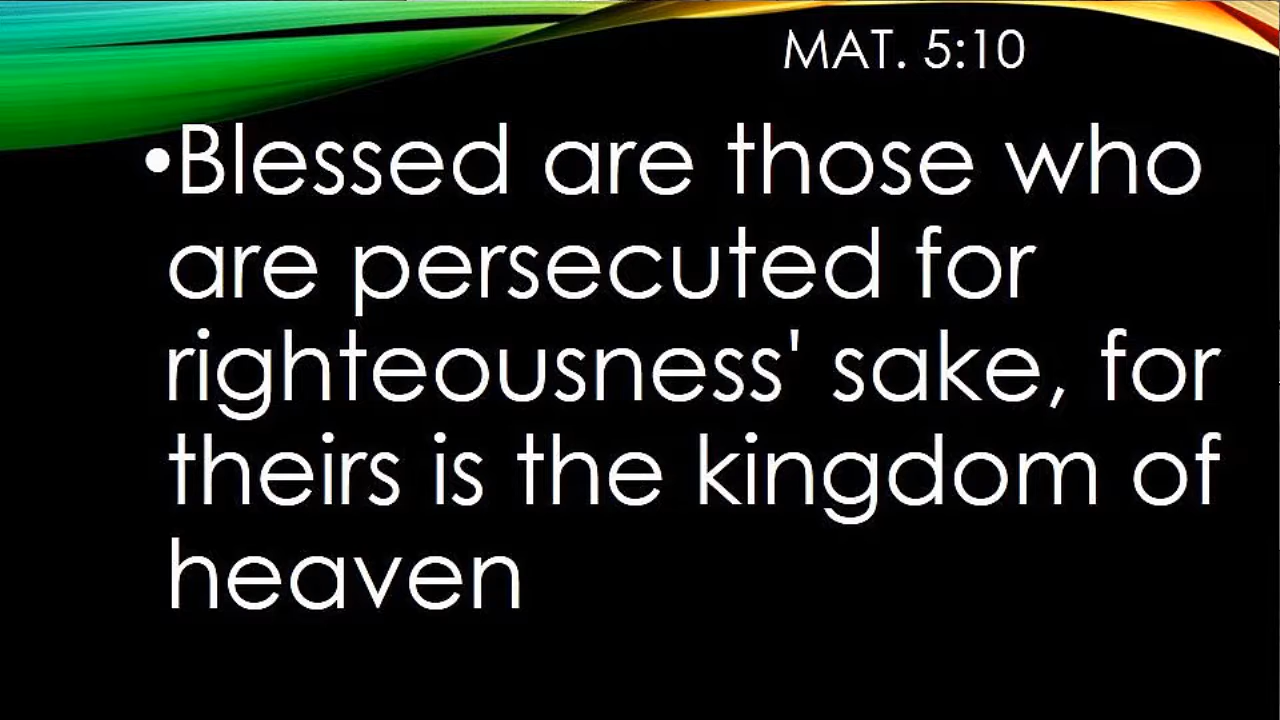 MAT. 5:10
•Blessed are those who
are persecuted for
righteousness' sake, for
theirs is the kingdom of
heaven